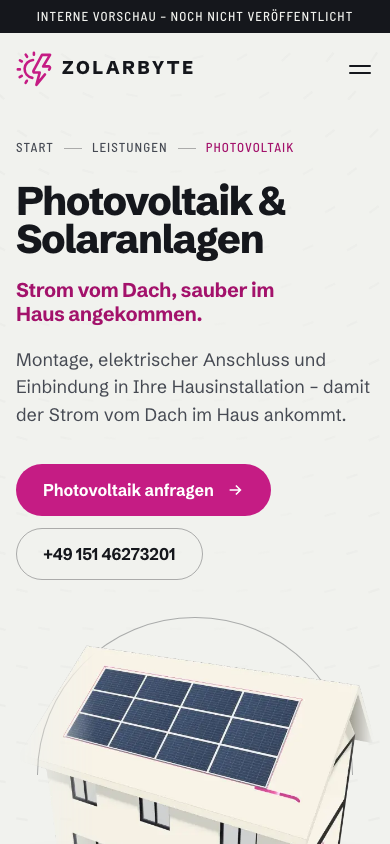 INTERNE VORSCHAU – NOCH NICHT VERÖFFENTLICHT
ZOLARBYTE
START — LEISTUNGEN — PHOTOVOLTAIK
Photovoltaik &
Solaranlagen
Strom vom Dach, sauber im
Haus angekommen.
Montage, elektrischer Anschluss und
Einbindung in Ihre Hausinstallation – damit
der Strom vom Dach im Haus ankommt.
Photovoltaik anfragen →
+49 151 46273201